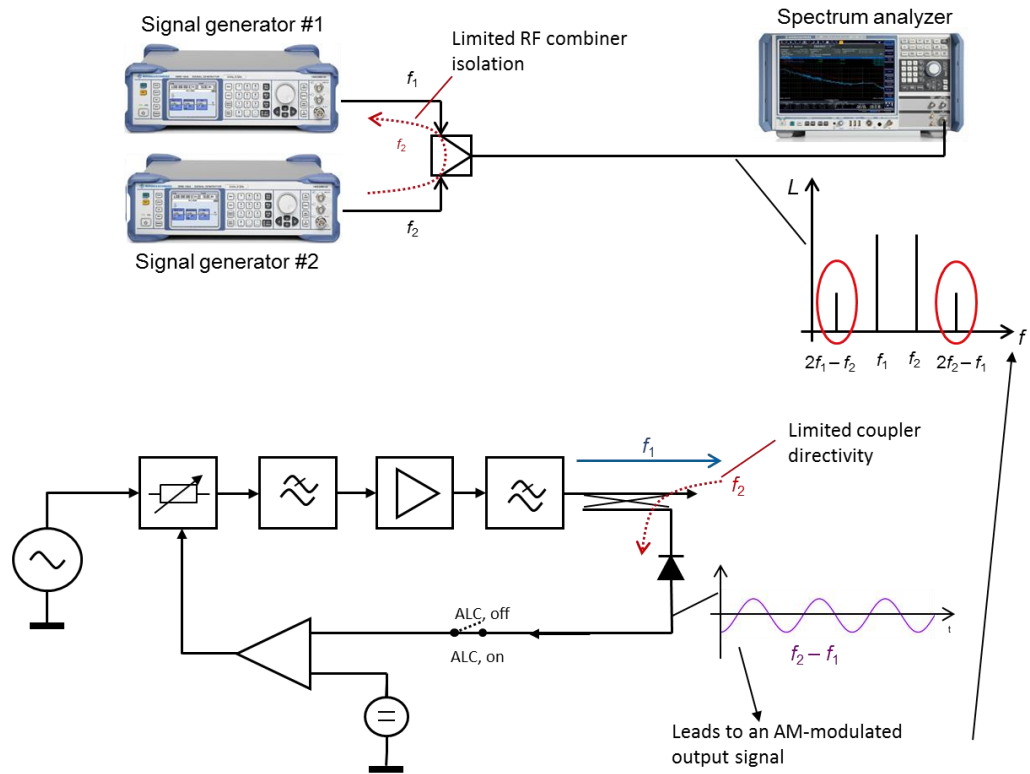 Signal generator #1
Limited RF combiner
isolation
Spectrum analyzer
f1
f2
f2
Signal generator #2
L
f
2f1 – f2
f1
f2
2f2 – f1
Limited coupler
directivity
f1
f2
ALC, off
ALC, on
t
f2 – f1
Leads to an AM-modulated
output signal